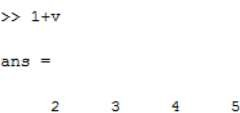 >> 1+v
ans =
2 3 4 5